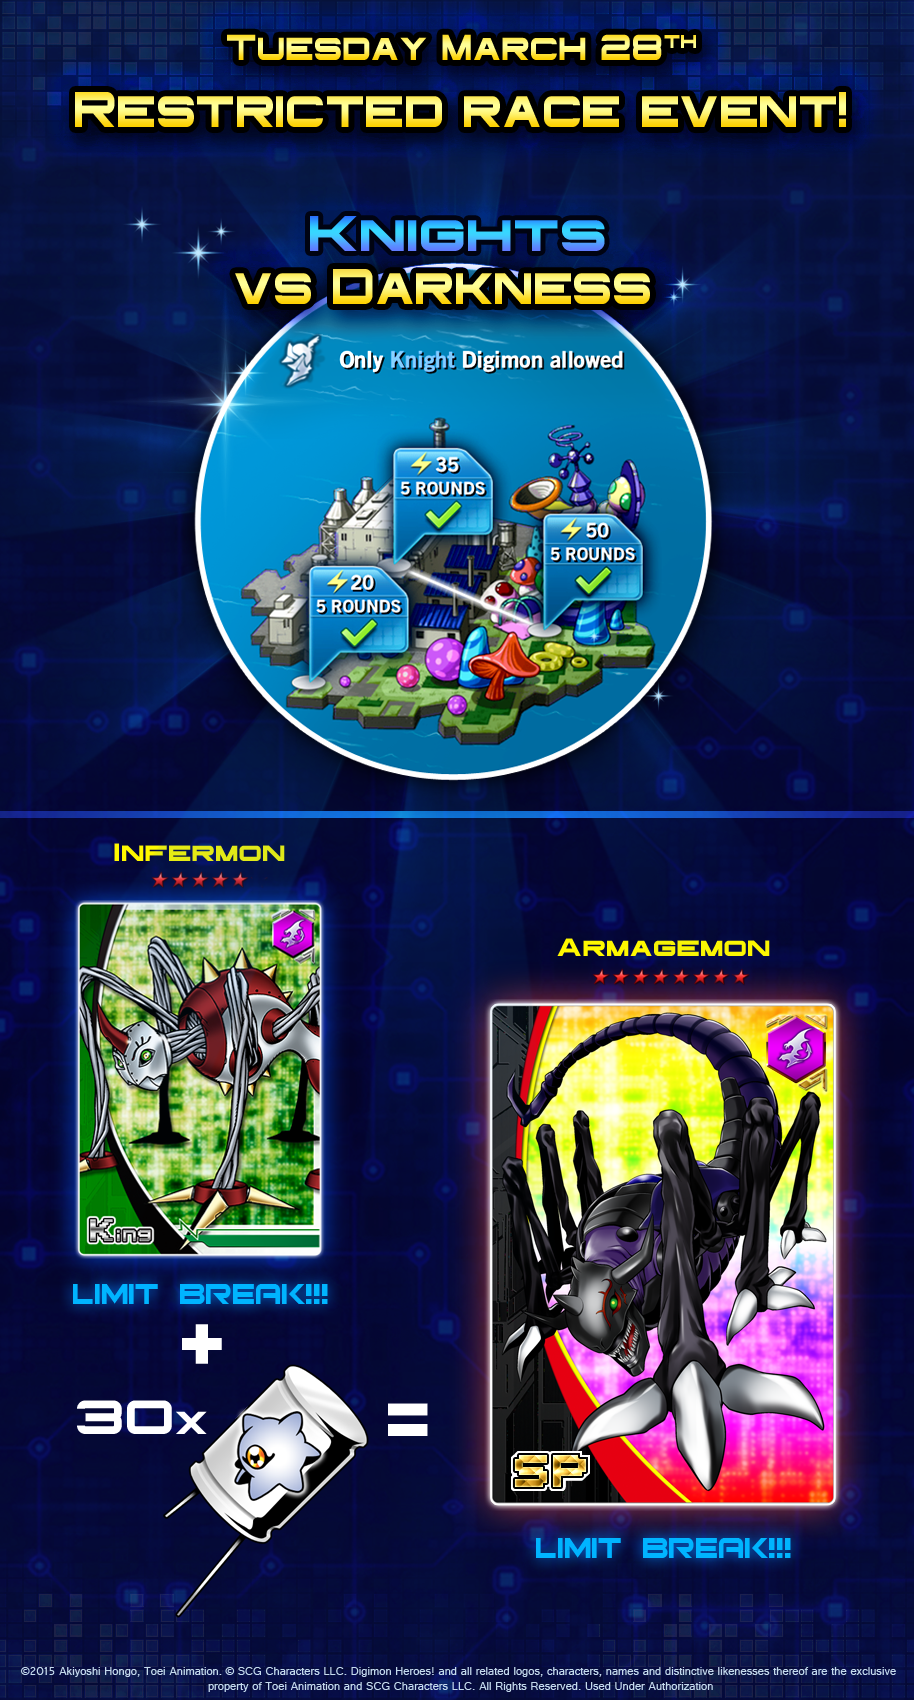 Tuesday March 28TH
Restricted race event!
Knights
vs Darkness
Only Knight Digimon allowed
35
5 ROUNDS
50
5 ROUNDS
20
5 ROUNDS
Infermon
King
LIMIT BREAK!!!
+
30x
=
Armagemon
SP
LIMIT BREAK!!!
©2015 Akiyoshi Hongo, Toei Animation. © SCG Characters LLC. Digimon Heroes! and all related logos, characters, names and distinctive likenesses thereof are the exclusive
property of Toei Animation and SCG Characters LLC. All Rights Reserved. Used Under Authorization